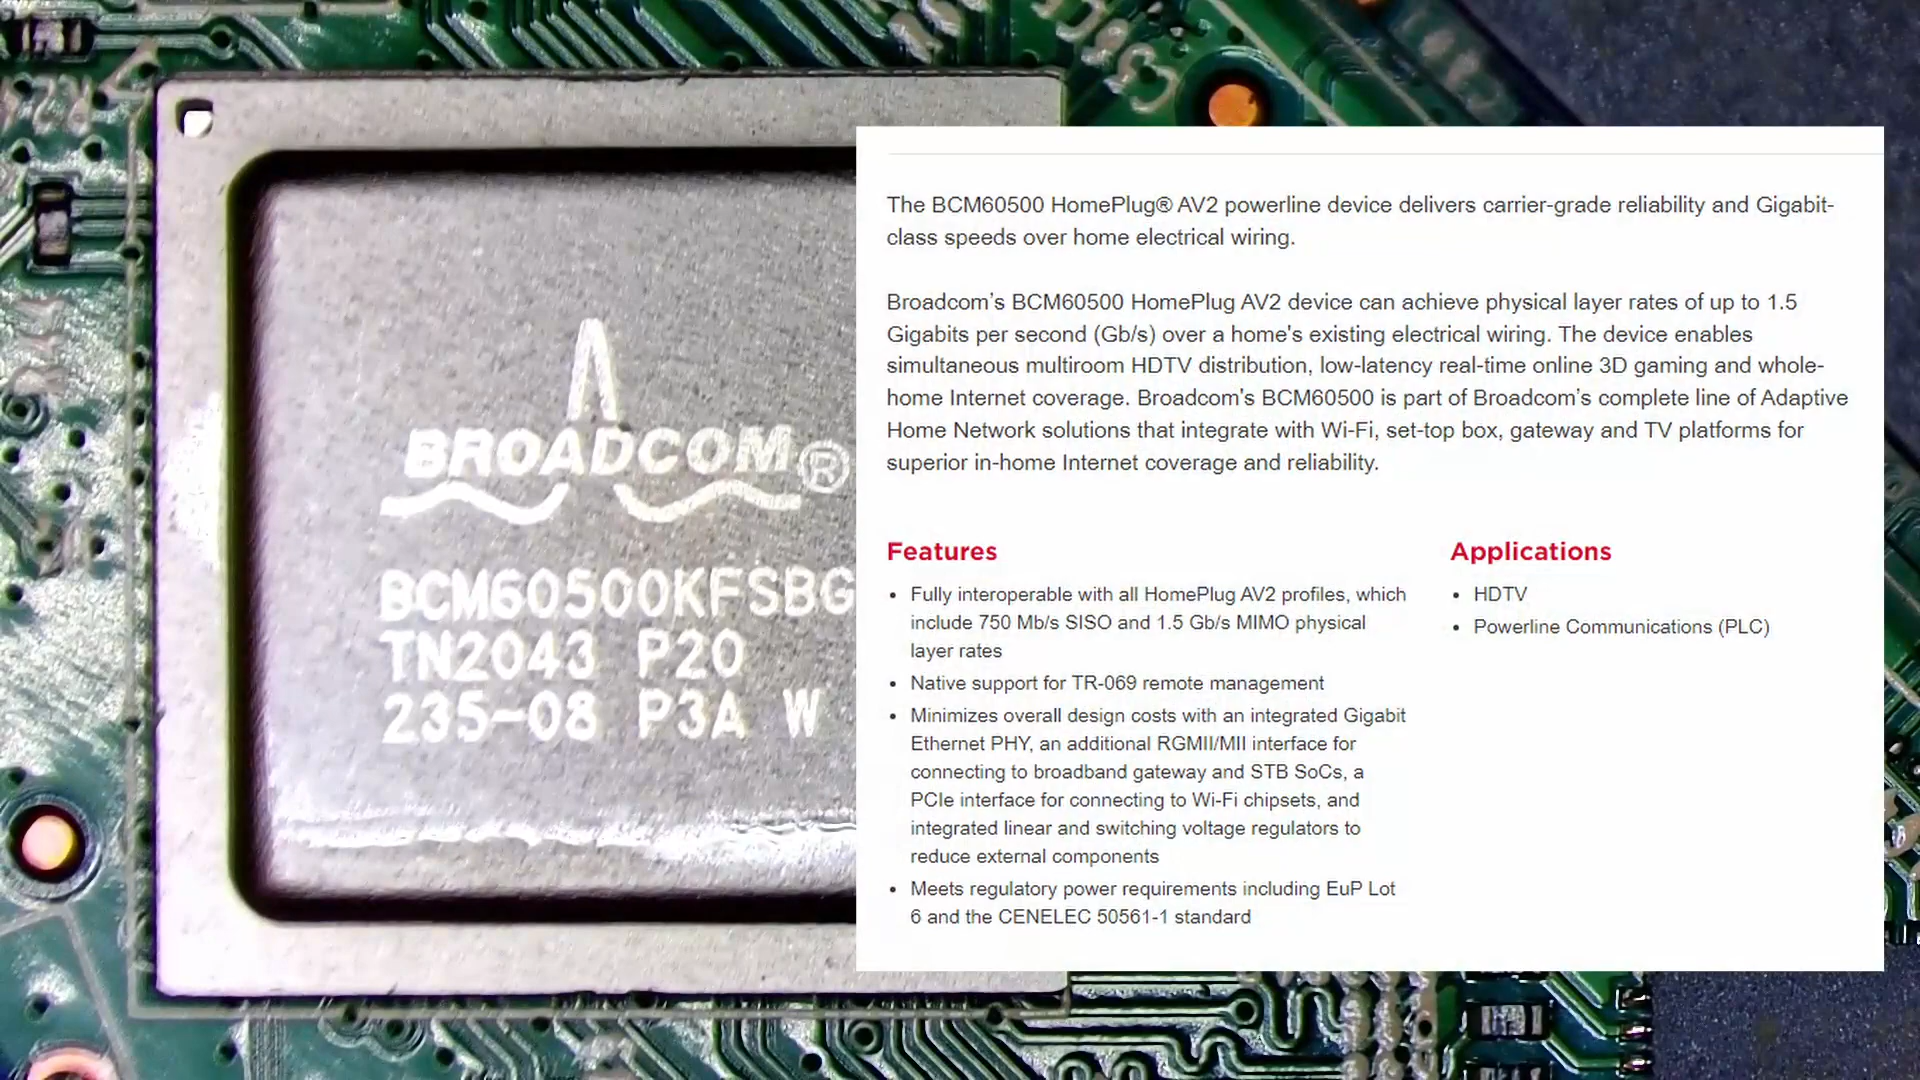 BROADCOM®
BCM60500KFSBG
TN2043 P20
235-08 P3A W
The BCM60500 HomePlug® AV2 powerline device delivers carrier-grade reliability and Gigabit-
class speeds over home electrical wiring.
Broadcom’s BCM60500 HomePlug AV2 device can achieve physical layer rates of up to 1.5
Gigabits per second (Gb/s) over a home's existing electrical wiring. The device enables
simultaneous multiroom HDTV distribution, low-latency real-time online 3D gaming and whole-
home Internet coverage. Broadcom's BCM60500 is part of Broadcom’s complete line of Adaptive
Home Network solutions that integrate with Wi-Fi, set-top box, gateway and TV platforms for
superior in-home Internet coverage and reliability.
Features
• Fully interoperable with all HomePlug AV2 profiles, which
include 750 Mb/s SISO and 1.5 Gb/s MIMO physical
layer rates
• Native support for TR-069 remote management
• Minimizes overall design costs with an integrated Gigabit
Ethernet PHY, an additional RGMII/MII interface for
connecting to broadband gateway and STB SoCs, a
PCIe interface for connecting to Wi-Fi chipsets, and
integrated linear and switching voltage regulators to
reduce external components
• Meets regulatory power requirements including EuP Lot
6 and the CENELEC 50561-1 standard
Applications
• HDTV
• Powerline Communications (PLC)